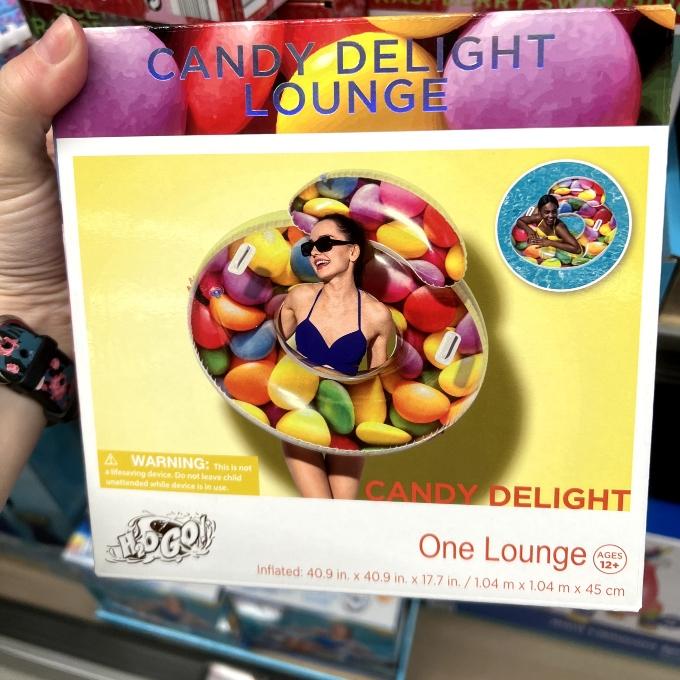 CANDY DELIGHT
LOUNGE
WARNING: This is not
a lifesaving device. Do not leave child
unattended while device is in use.
CANDY DELIGHT
H2OGO!
One Lounge AGES
12+
Inflated: 40.9 in. x 40.9 in. x 17.7 in. / 1.04 m x 1.04 m x 45 cm